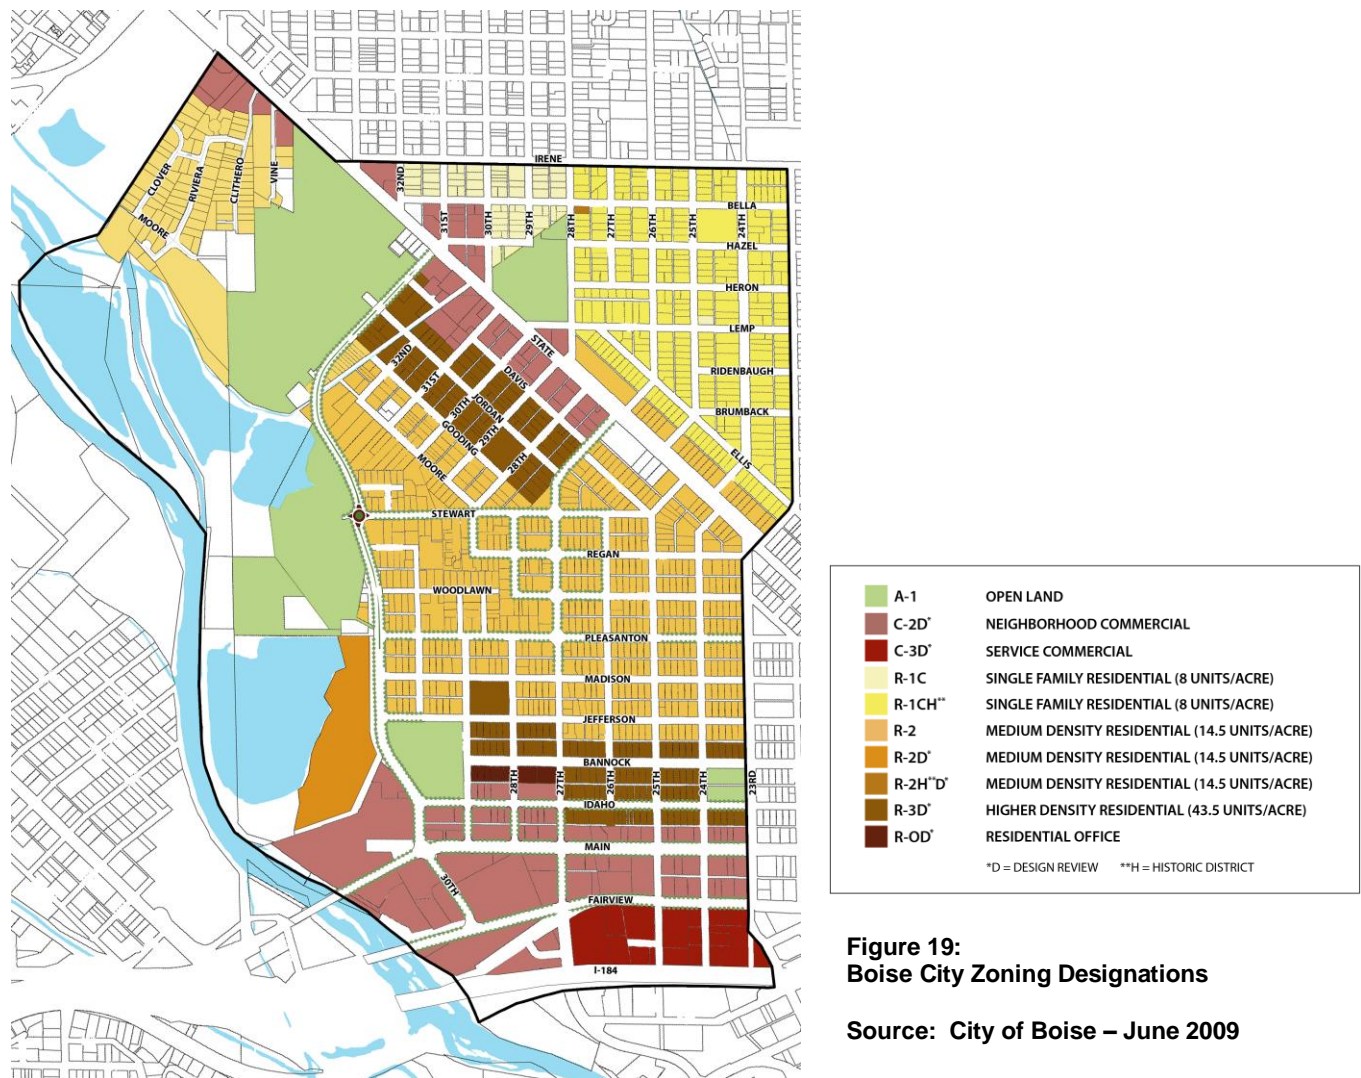 IRENE
32ND
BELLA
31ST
30TH
29TH
28TH
27TH
26TH
25TH
24TH
HAZEL
HERON
LEMP
RIDENBAUGH
BRUMBACK
ELLIS
CLOVER
RIVIERA
CLITHERO
VINE
MOORE
STATE
DAVIS
32ND
31ST
JORDAN
30TH
GOODING
29TH
28TH
MOORE
STEWART
REGAN
WOODLAWN
PLEASANTON
MADISON
JEFFERSON
BANNOCK
28TH
27TH
26TH
25TH
24TH
23RD
IDAHO
MAIN
30TH
FAIRVIEW
I-184
A-1 OPEN LAND
C-2D* NEIGHBORHOOD COMMERCIAL
C-3D* SERVICE COMMERCIAL
R-1C SINGLE FAMILY RESIDENTIAL (8 UNITS/ACRE)
R-1CH** SINGLE FAMILY RESIDENTIAL (8 UNITS/ACRE)
R-2 MEDIUM DENSITY RESIDENTIAL (14.5 UNITS/ACRE)
R-2D* MEDIUM DENSITY RESIDENTIAL (14.5 UNITS/ACRE)
R-2H**D* MEDIUM DENSITY RESIDENTIAL (14.5 UNITS/ACRE)
R-3D* HIGHER DENSITY RESIDENTIAL (43.5 UNITS/ACRE)
R-OD* RESIDENTIAL OFFICE
*D = DESIGN REVIEW **H = HISTORIC DISTRICT
Figure 19:
Boise City Zoning Designations
Source: City of Boise – June 2009